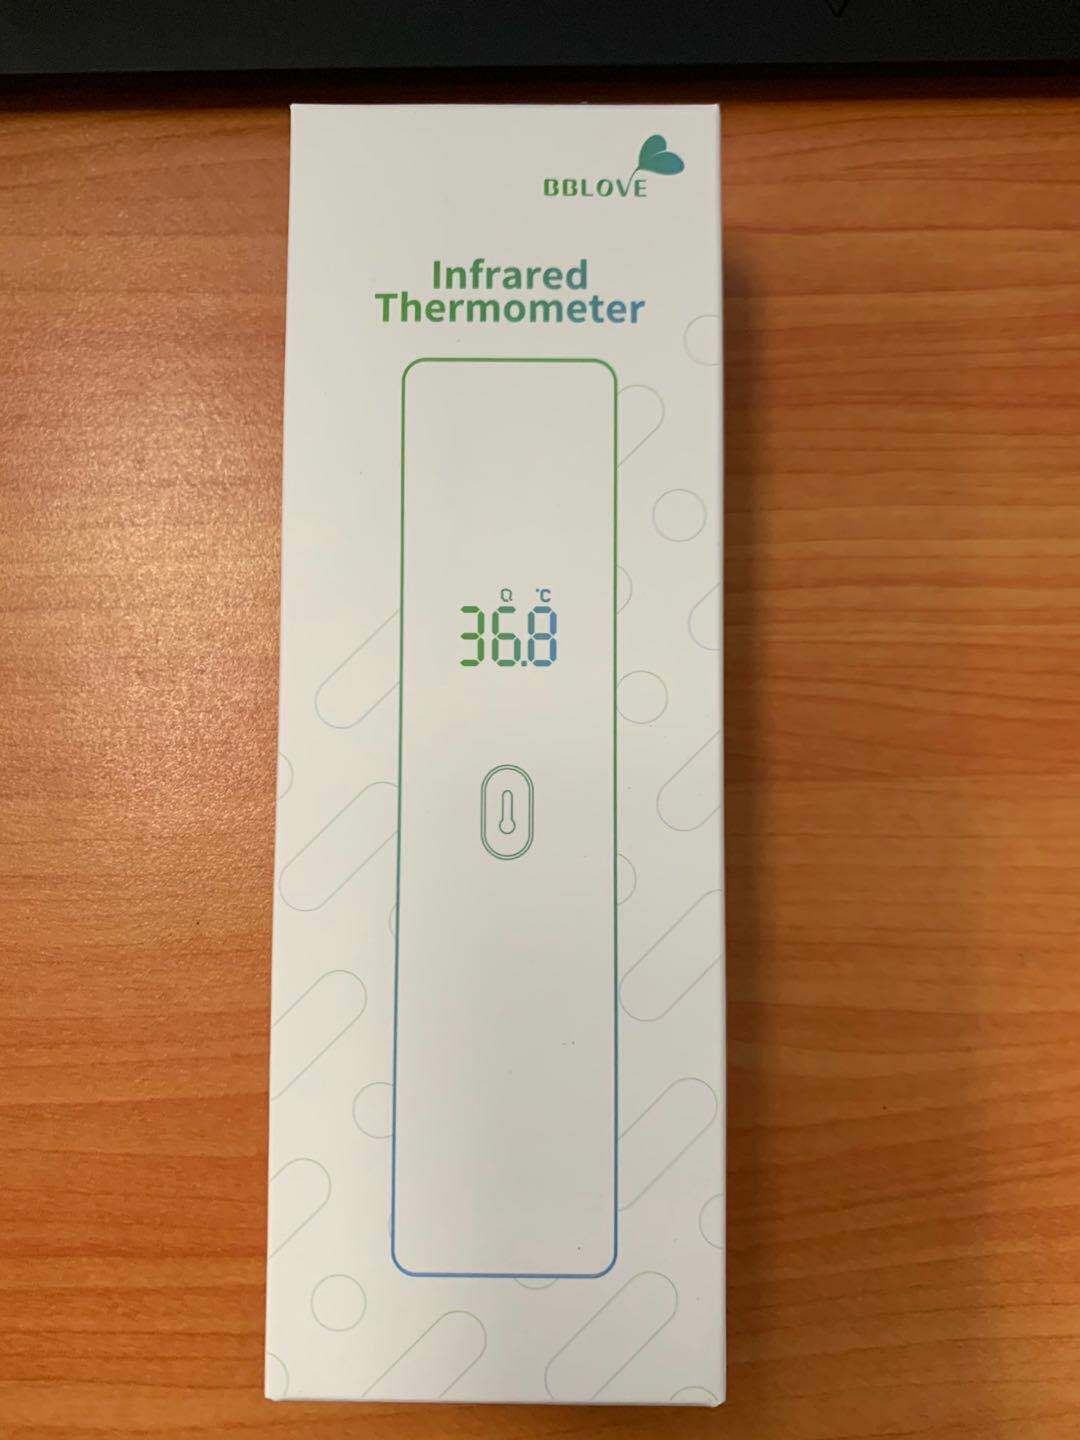 BBLOVE
Infrared
Thermometer
°C
36.8